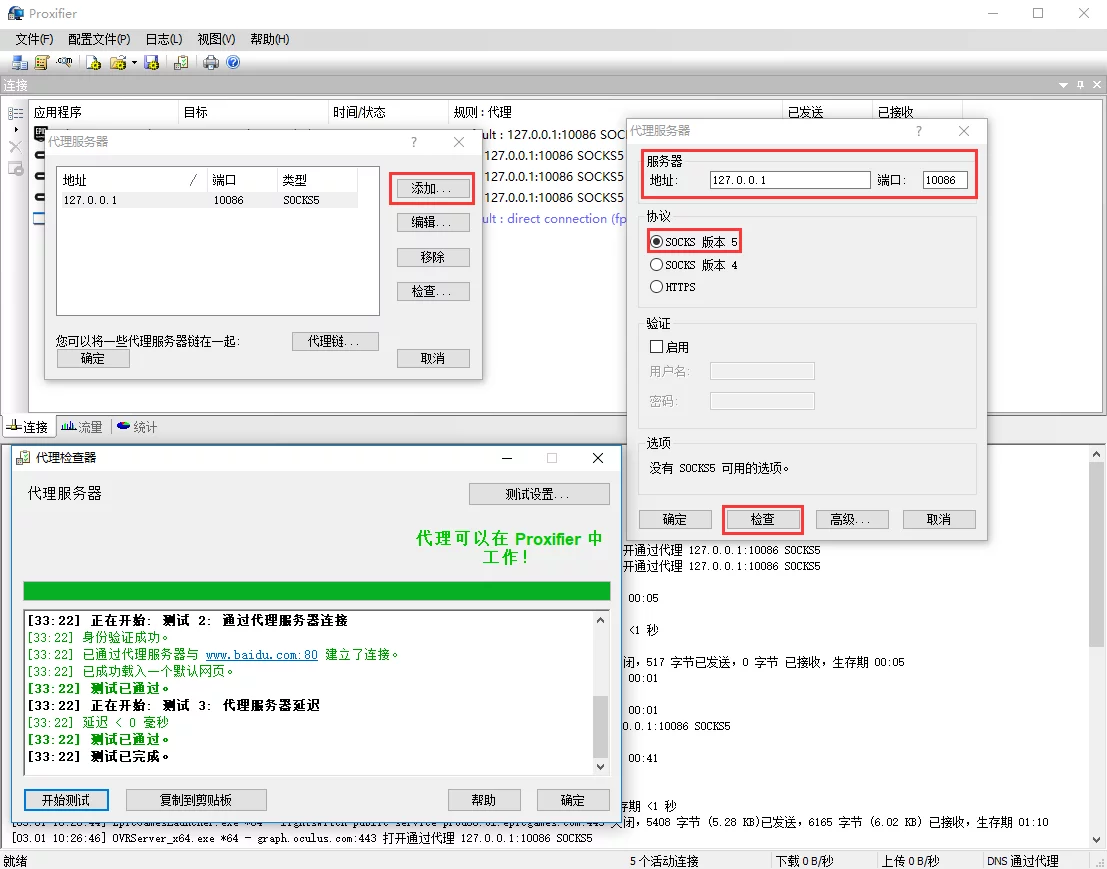 Proxifier
文件(F) 配置文件(P) 日志(L) 视图(V) 帮助(H)
连接
应用程序 目标 时间/状态 规则 : 代理 已发送 已接收
ult : 127.0.0.1:10086 SOC
127.0.0.1:10086 SOCKS5
127.0.0.1:10086 SOCKS5
127.0.0.1:10086 SOCKS5
ult : direct connection (fp
代理服务器
地址 / 端口 类型
127.0.0.1 10086 SOCKS5
添加...
编辑...
移除
检查...
您可以将一些代理服务器链在一起:
代理链...
确定
取消
代理服务器
服务器
地址: 127.0.0.1 端口: 10086
协议
SOCKS 版本 5
SOCKS 版本 4
HTTPS
验证
启用
用户名:
密码:
选项
没有 SOCKS5 可用的选项。
确定 检查 高级... 取消
连接 流量 统计
代理检查器
代理服务器
测试设置...
代理可以在 Proxifier 中
工作!
[33:22] 正在开始: 测试 2: 通过代理服务器连接
[33:22] 身份验证成功。
[33:22] 已通过代理服务器与 www.baidu.com:80 建立了连接。
[33:22] 已成功载入一个默认网页。
[33:22] 测试已通过。
[33:22] 正在开始: 测试 3: 代理服务器延迟
[33:22] 延迟 < 0 毫秒
[33:22] 测试已通过。
[33:22] 测试已完成。
开始测试 复制到剪贴板 帮助 确定
开通过代理 127.0.0.1:10086 SOCKS5
开通过代理 127.0.0.1:10086 SOCKS5
00:05
<1 秒
闭，517 字节已发送，0 字节 已接收，生存期 00:05
00:01
00:01
0.0.1:10086 SOCKS5
00:41
存期 <1 秒
关闭，5408 字节 (5.28 KB)已发送，6165 字节 (6.02 KB) 已接收，生存期 01:10
[03.01 10:26:46] OVRServer_x64.exe *64 - graph.oculus.com:443 打开通过代理 127.0.0.1:10086 SOCKS5
就绪 5 个活动连接 下载 0 B/秒 上传 0 B/秒 DNS 通过代理